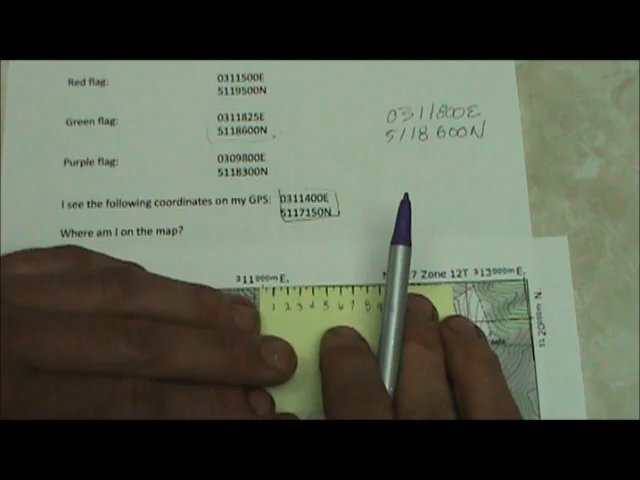 Red flag: 0311500E
5119500N
Green flag: 0311825E
5118600N
0311800E
5118600N
Purple flag: 0309800E
5118300N
I see the following coordinates on my GPS: 0311400E
5117150N
Where am I on the map?
311000m E. 7 Zone 12T 313000m E.
1 2 3 4 5 6 7 8 9
5120000m N.